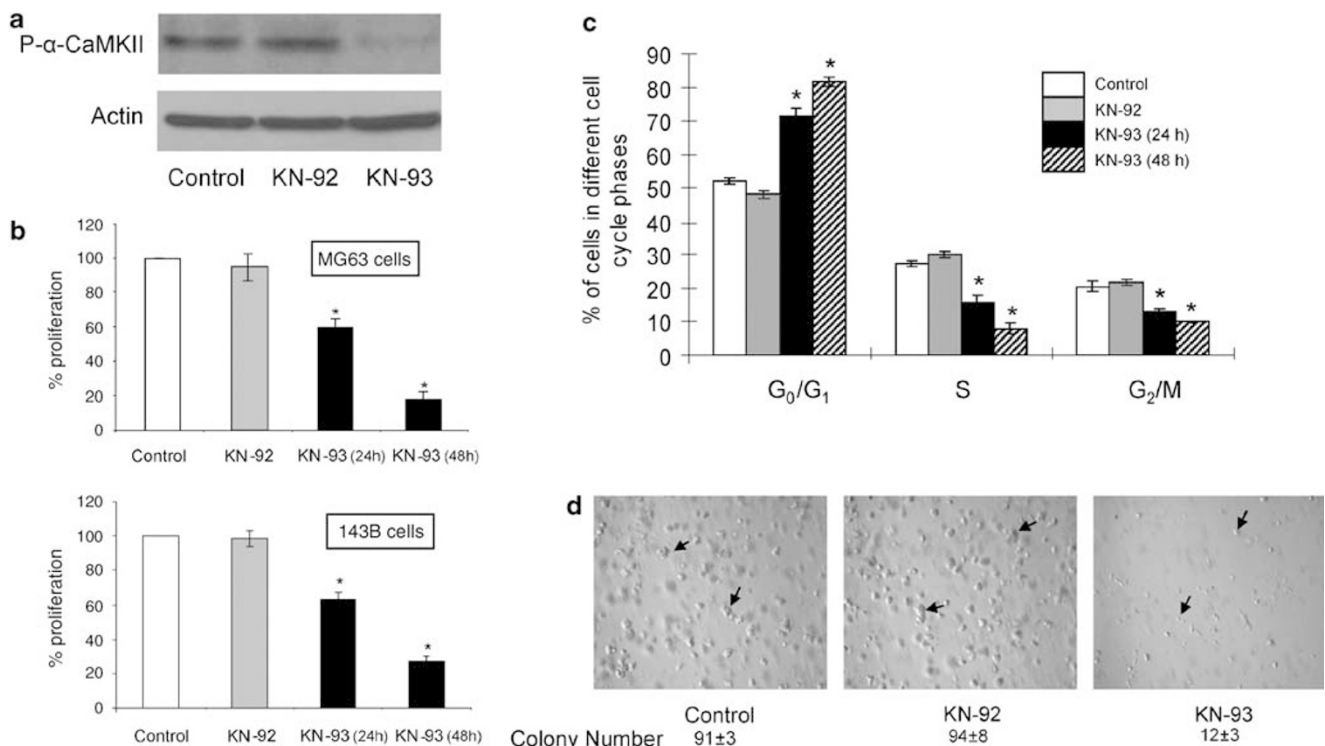 a
P-α-CaMKII
Actin
Control KN-92 KN-93
b
120
100
80
60
40
20
0
% proliferation
MG63 cells
*
*
Control KN-92 KN-93 (24h) KN-93 (48h)
120
100
80
60
40
20
0
% proliferation
143B cells
*
*
Control KN-92 KN-93 (24h) KN-93 (48h)
c
90
80
70
60
50
40
30
20
10
0
% of cells in different cell
cycle phases
* *
* *
* *
Control
KN-92
KN-93 (24 h)
KN-93 (48 h)
G₀/G₁ S G₂/M
d
Control KN-92 KN-93
Colony Number 91±3 94±8 12±3